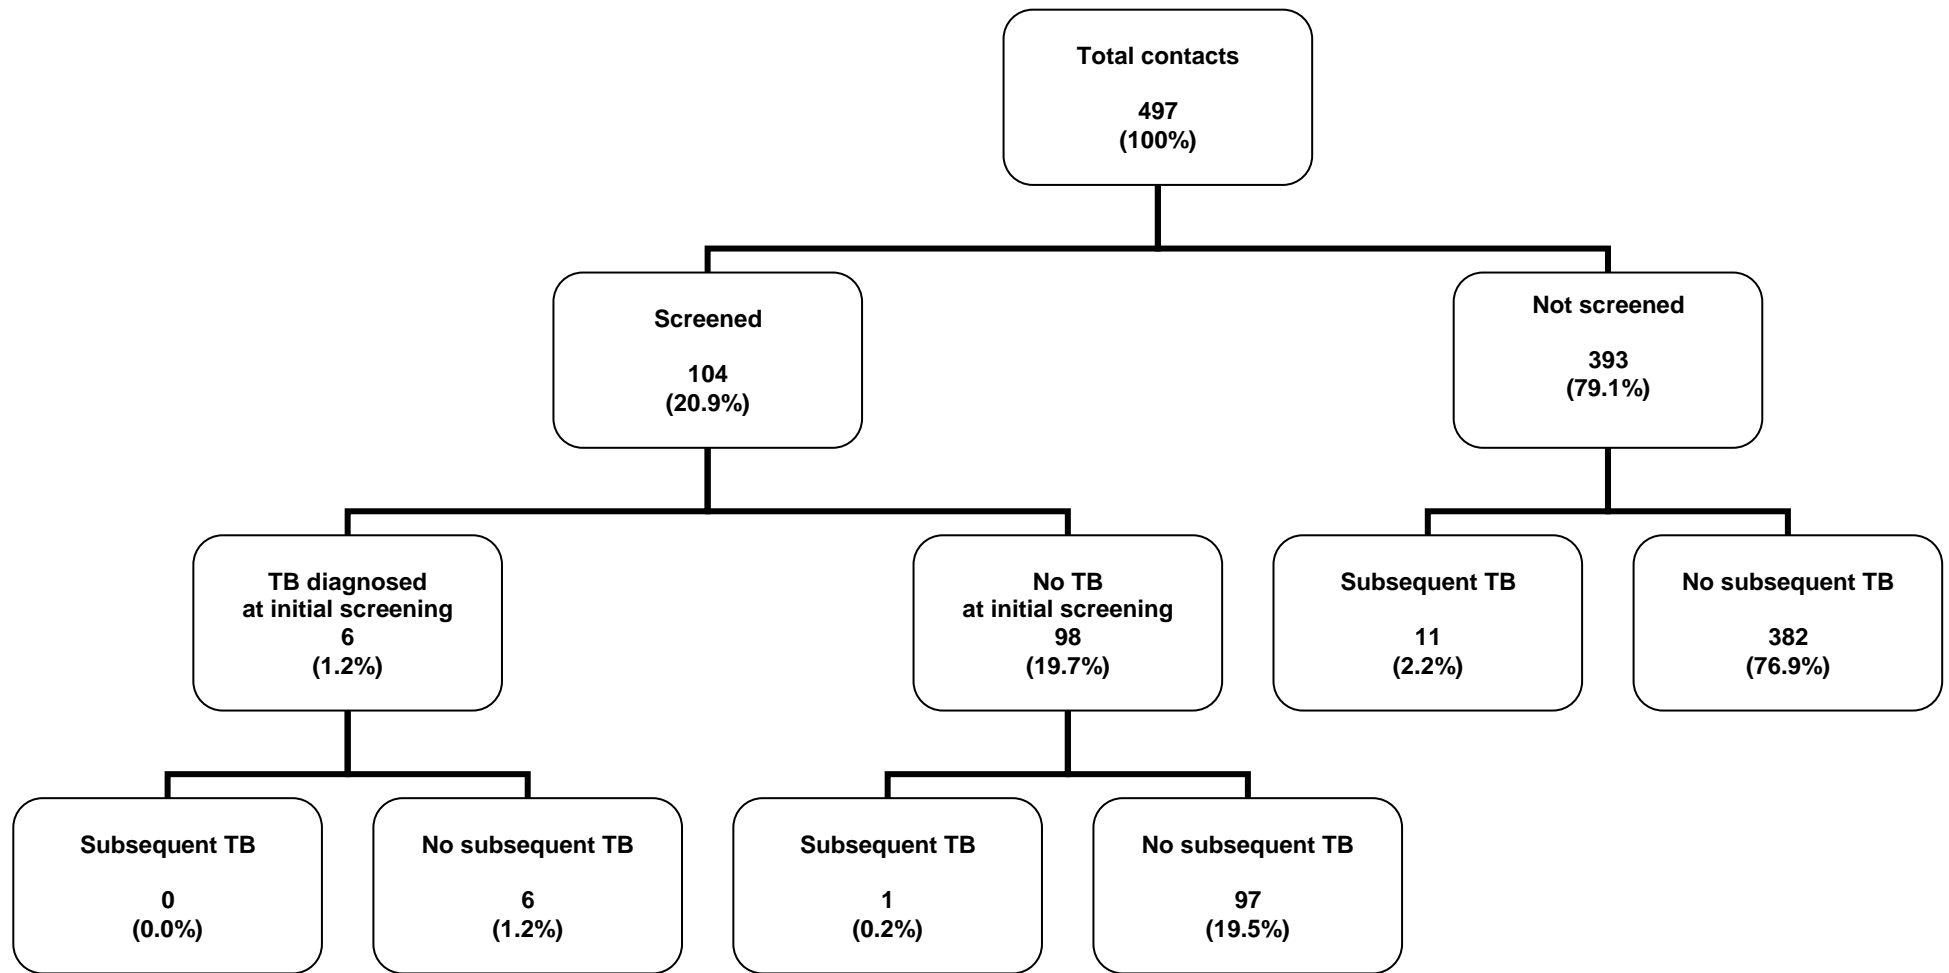 Total contacts
497
(100%)
Screened
104
(20.9%)
Not screened
393
(79.1%)
TB diagnosed
at initial screening
6
(1.2%)
No TB
at initial screening
98
(19.7%)
Subsequent TB
11
(2.2%)
No subsequent TB
382
(76.9%)
Subsequent TB
0
(0.0%)
No subsequent TB
6
(1.2%)
Subsequent TB
1
(0.2%)
No subsequent TB
97
(19.5%)